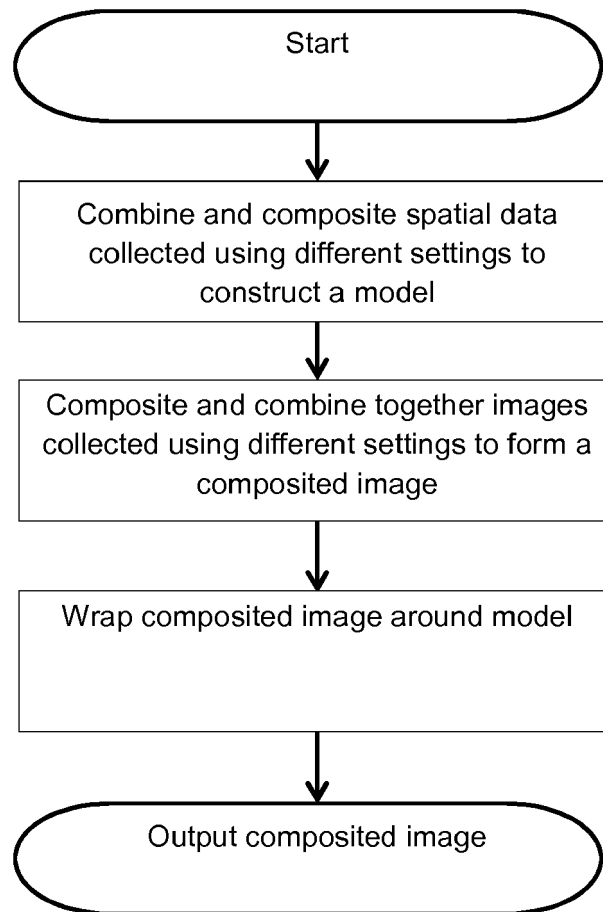 Start
Combine and composite spatial data
collected using different settings to
construct a model
Composite and combine together images
collected using different settings to form a
composited image
Wrap composited image around model
Output composited image